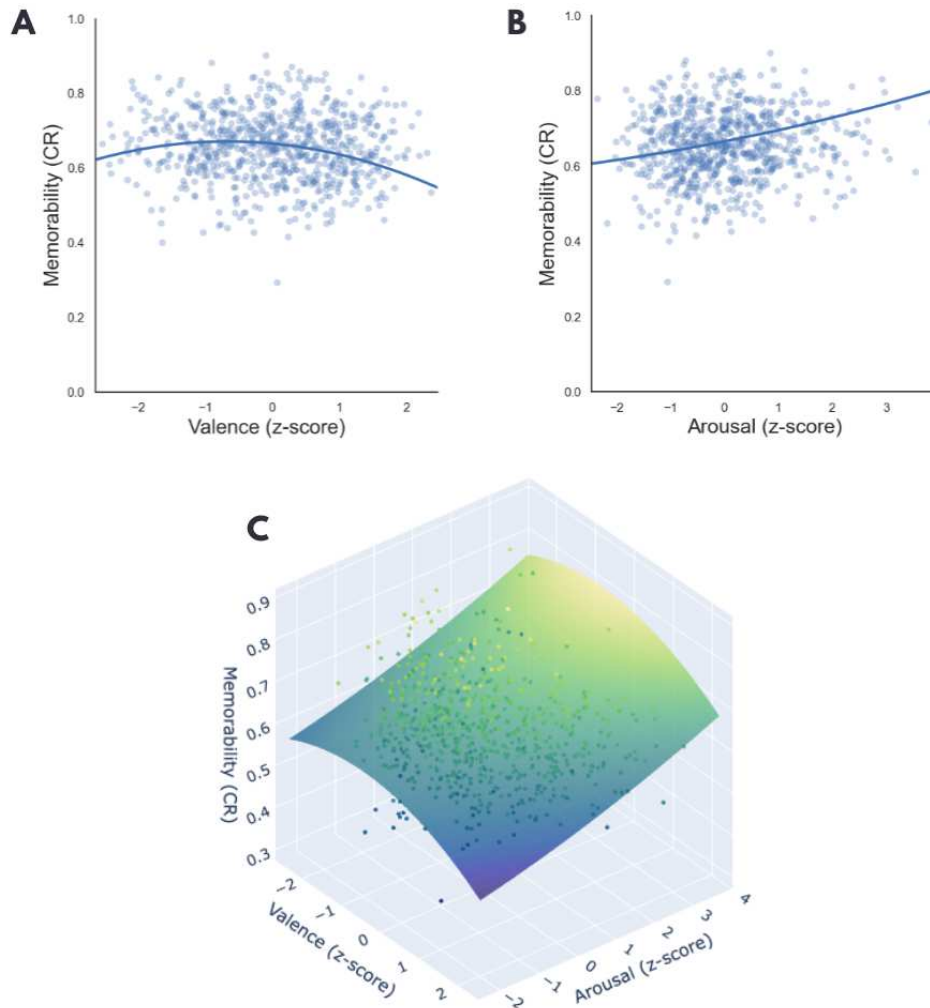 A
B
1.0
0.8
0.6
0.4
0.2
0.0
Memorability (CR)
−2 −1 0 1 2
Valence (z-score)
1.0
0.8
0.6
0.4
0.2
0.0
Memorability (CR)
−2 −1 0 1 2 3
Arousal (z-score)
C
0.9
0.8
0.7
0.6
0.5
0.4
0.3
Memorability (CR)
−2 −1 0 1 2
Valence (z-score)
−2 −1 0 1 2 3 4
Arousal (z-score)